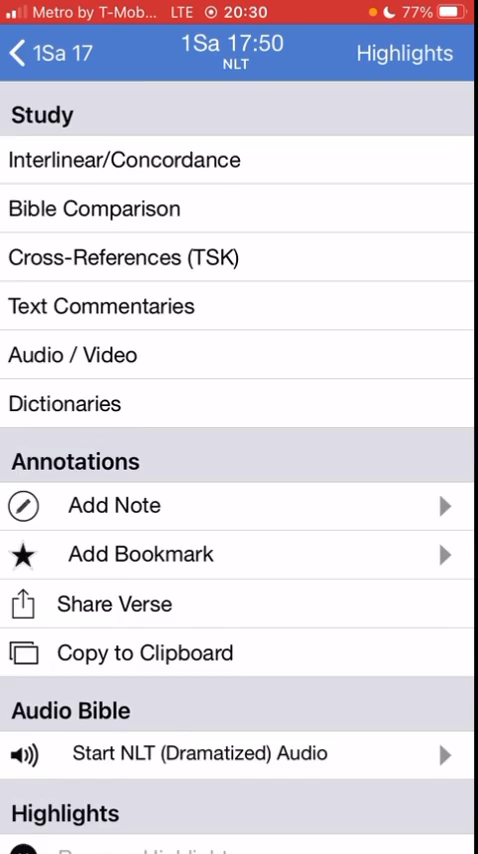 Metro by T-Mob... LTE 20:30 77%
1Sa 17
1Sa 17:50
NLT
Highlights
Study
Interlinear/Concordance
Bible Comparison
Cross-References (TSK)
Text Commentaries
Audio / Video
Dictionaries
Annotations
Add Note
Add Bookmark
Share Verse
Copy to Clipboard
Audio Bible
Start NLT (Dramatized) Audio
Highlights